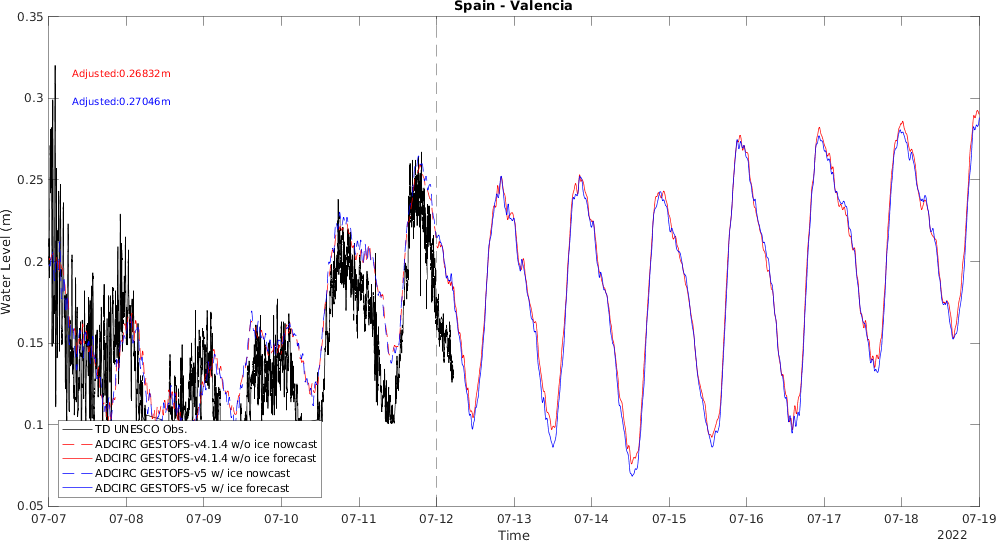 Spain - Valencia
0.35
0.3
0.25
0.2
0.15
0.1
0.05
Water Level (m)
Adjusted:0.26832m
Adjusted:0.27046m
TD UNESCO Obs.
ADCIRC GESTOFS-v4.1.4 w/o ice nowcast
ADCIRC GESTOFS-v4.1.4 w/o ice forecast
ADCIRC GESTOFS-v5 w/ ice nowcast
ADCIRC GESTOFS-v5 w/ ice forecast
07-07 07-08 07-09 07-10 07-11 07-12 07-13 07-14 07-15 07-16 07-17 07-18 07-19
Time
2022